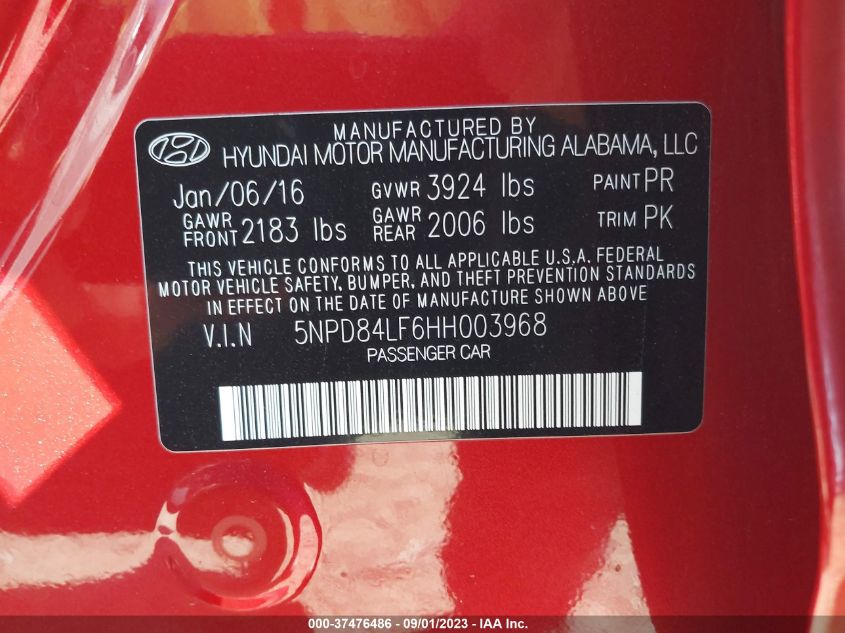 MANUFACTURED BY
HYUNDAI MOTOR MANUFACTURING ALABAMA, LLC
Jan/06/16 GVWR 3924 lbs PAINT PR
GAWR FRONT 2183 lbs GAWR REAR 2006 lbs TRIM PK
THIS VEHICLE CONFORMS TO ALL APPLICABLE U.S.A. FEDERAL
MOTOR VEHICLE SAFETY, BUMPER, AND THEFT PREVENTION STANDARDS
IN EFFECT ON THE DATE OF MANUFACTURE SHOWN ABOVE
V.I.N 5NPD84LF6HH003968
PASSENGER CAR
000-37476486 - 09/01/2023 - IAA Inc.